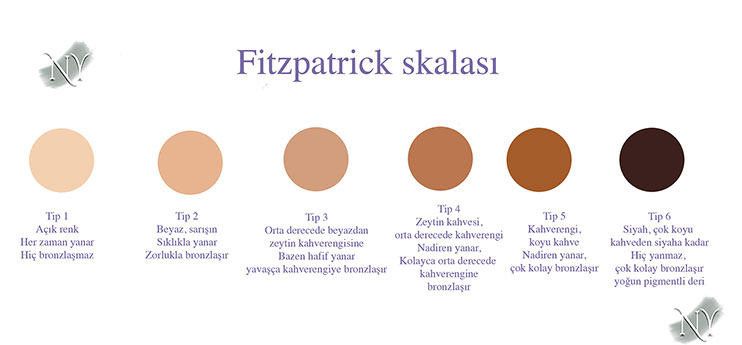 NY
Fitzpatrick skalası
Tip 1
Açık renk
Her zaman yanar
Hiç bronzlaşmaz
Tip 2
Beyaz, sarışın
Sıklıkla yanar
Zorlukla bronzlaşır
Tip 3
Orta derecede beyazdan
zeytin kahverengisine
Bazen hafif yanar
yavaşça kahverengiye bronzlaşır
Tip 4
Zeytin kahvesi,
orta derecede kahverengi
Nadiren yanar,
Kolayca orta derecede
kahverengine
bronzlaşır
Tip 5
Kahverengi,
koyu kahve
Nadiren yanar,
çok kolay bronzlaşır
Tip 6
Siyah, çok koyu
kahveden siyaha kadar
Hiç yanmaz,
çok kolay bronzlaşır
yoğun pigmentli deri
NY